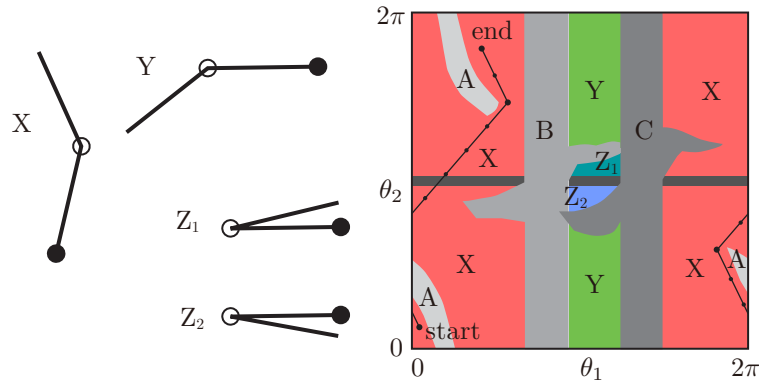 X
Y
Z₁
Z₂
2π
θ₂
0
end
A
Y
X
B
C
X
Z₁
Z₂
X
A
Y
X
A
start
0
θ₁
2π